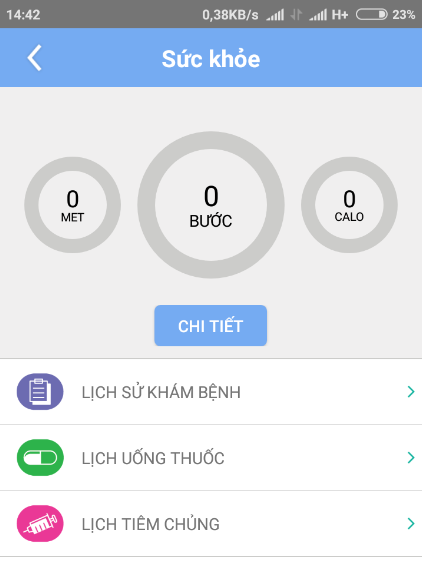 14:42 0,38KB/s H+ 23%
Sức khỏe
0 0 0
MET BƯỚC CALO
CHI TIẾT
LỊCH SỬ KHÁM BỆNH
LỊCH UỐNG THUỐC
LỊCH TIÊM CHỦNG